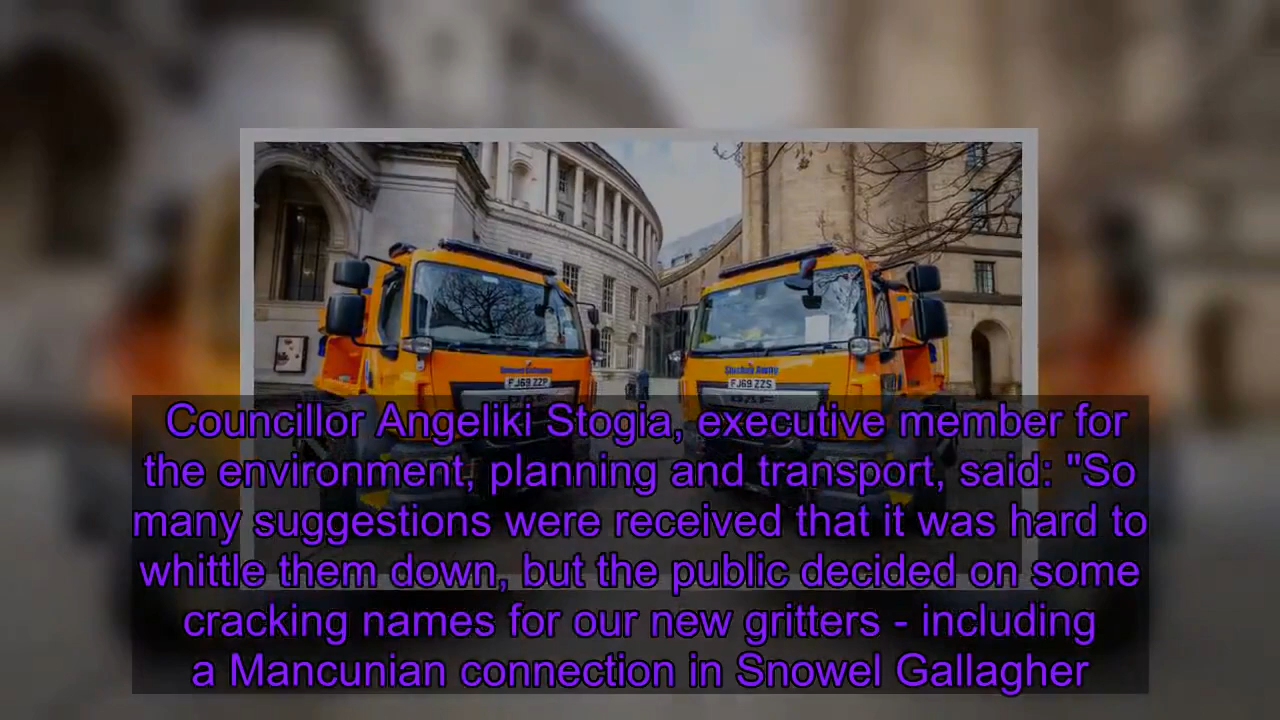 FJ69 ZZP
FJ69 ZZS
DAF
Councillor Angeliki Stogia, executive member for
the environment, planning and transport, said: "So
many suggestions were received that it was hard to
whittle them down, but the public decided on some
cracking names for our new gritters - including
a Mancunian connection in Snowel Gallagher